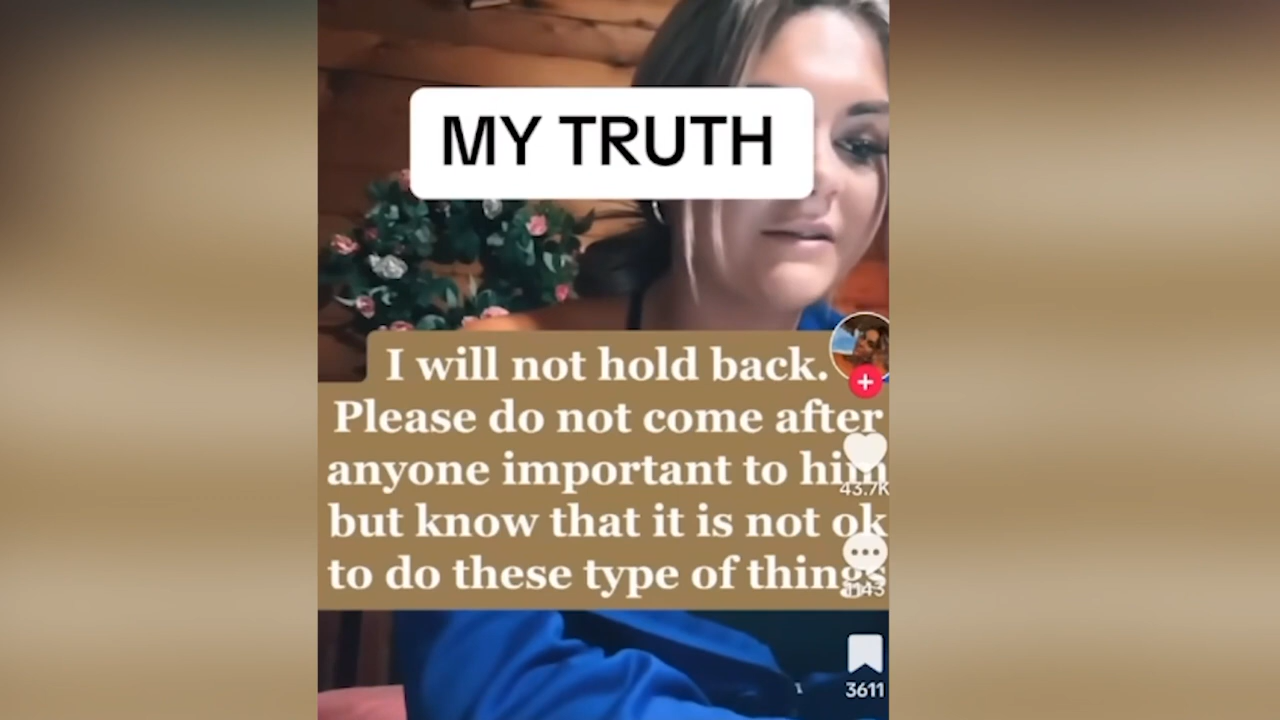 MY TRUTH
I will not hold back.
Please do not come after
anyone important to him
but know that it is not ok
to do these type of things
43.7K
3611